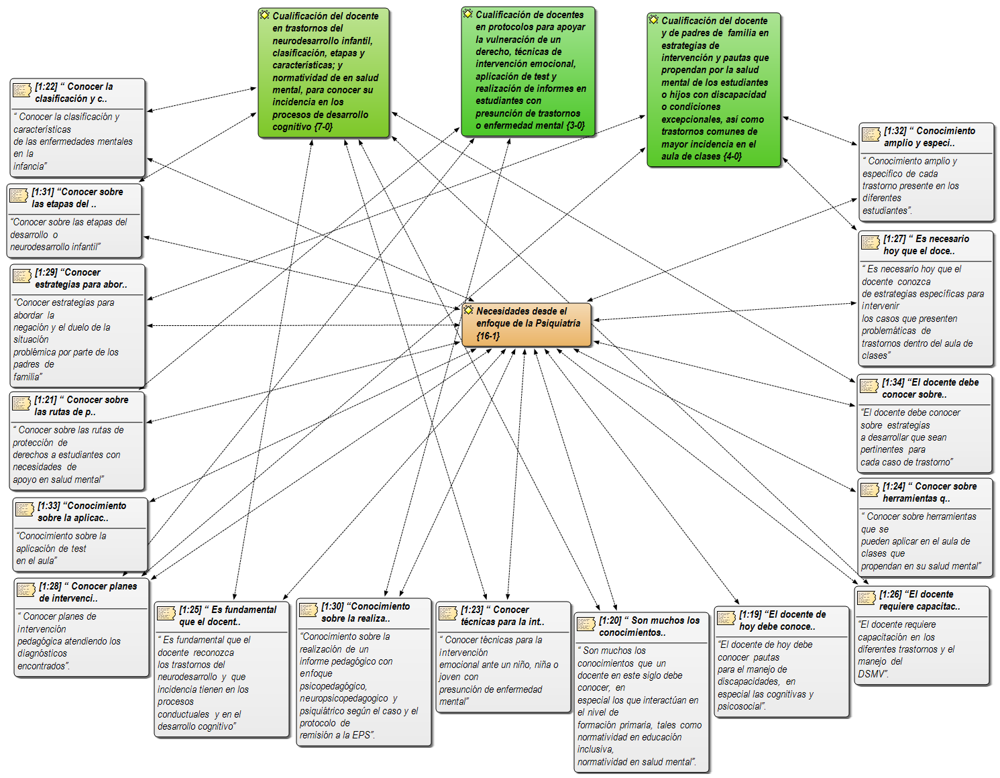 Cualificación del docente
en trastornos del
neurodesarrollo infantil,
clasificación, etapas y
características; y
normatividad de en salud
mental, para conocer su
incidencia en los
procesos de desarrollo
cognitivo {7-0}
Cualificación de docentes
en protocolos para apoyar
la vulneración de un
derecho, técnicas de
intervención emocional,
aplicación de test y
realización de informes en
estudiantes con
presunción de trastornos
o enfermedad mental {3-0}
Cualificación del docente
y de padres de familia en
estrategias de
intervención y pautas que
propendan por la salud
mental de los estudiantes
o hijos con discapacidad
o condiciones
excepcionales, así como
trastornos comunes de
mayor incidencia en el
aula de clases {4-0}
[1:22] “ Conocer la
clasificación y c..
“ Conocer la clasificación y
características
de las enfermedades mentales
en la
infancia”
[1:31] “Conocer sobre
las etapas del ..
“Conocer sobre las etapas del
desarrollo o
neurodesarrollo infantil”
[1:29] “Conocer
estrategias para abor..
“Conocer estrategias para
abordar la
negación y el duelo de la
situación
problémica por parte de los
padres de
familia”
[1:21] “ Conocer sobre
las rutas de p..
“ Conocer sobre las rutas de
protección de
derechos a estudiantes con
necesidades de
apoyo en salud mental”
[1:33] “Conocimiento
sobre la aplicac..
“Conocimiento sobre la
aplicación de test
en el aula”
[1:28] “ Conocer planes
de intervenci..
“ Conocer planes de
intervención
pedagógica atendiendo los
diagnósticos
encontrados”.
Necesidades desde el
enfoque de la Psiquiatría
{16-1}
[1:32] “ Conocimiento
amplio y especi..
“ Conocimiento amplio y
especifico de cada
trastorno presente en los
diferentes
estudiantes”.
[1:27] “ Es necesario
hoy que el doce..
“ Es necesario hoy que el
docente conozca
de estrategias específicas para
intervenir
los casos que presenten
problemáticas de
trastornos dentro del aula de
clases”
[1:34] “El docente debe
conocer sobre..
“El docente debe conocer
sobre estrategias
a desarrollar que sean
pertinentes para
cada caso de trastorno”
[1:24] “ Conocer sobre
herramientas q..
“ Conocer sobre herramientas
que se
pueden aplicar en el aula de
clases que
propendan en su salud mental”
[1:25] “ Es fundamental
que el docent..
“ Es fundamental que el
docente reconozca
los trastornos del
neurodesarrollo y que
incidencia tienen en los
procesos
conductuales y en el
desarrollo cognitivo”
[1:30] “Conocimiento
sobre la realiza..
“Conocimiento sobre la
realización de un
informe pedagógico con
enfoque
psicopedagógico,
neuropsicopedagogico y
psiquiátrico según el caso y el
protocolo de
remisión a la EPS”.
[1:23] “ Conocer
técnicas para la int..
“ Conocer técnicas para la
intervención
emocional ante un niño, niña o
joven con
presunción de enfermedad
mental”
[1:20] “ Son muchos los
conocimientos..
“ Son muchos los
conocimientos que un
docente en este siglo debe
conocer, en
especial los que interactúan en
el nivel de
formación primaria, tales como
normatividad en educación
inclusiva,
normatividad en salud mental”.
[1:19] “El docente de
hoy debe conoce..
“El docente de hoy debe
conocer pautas
para el manejo de
discapacidades, en
especial las cognitivas y
psicosocial”.
[1:26] “El docente
requiere capacitac..
“El docente requiere
capacitación en los
diferentes trastornos y el
manejo del
DSMV”.